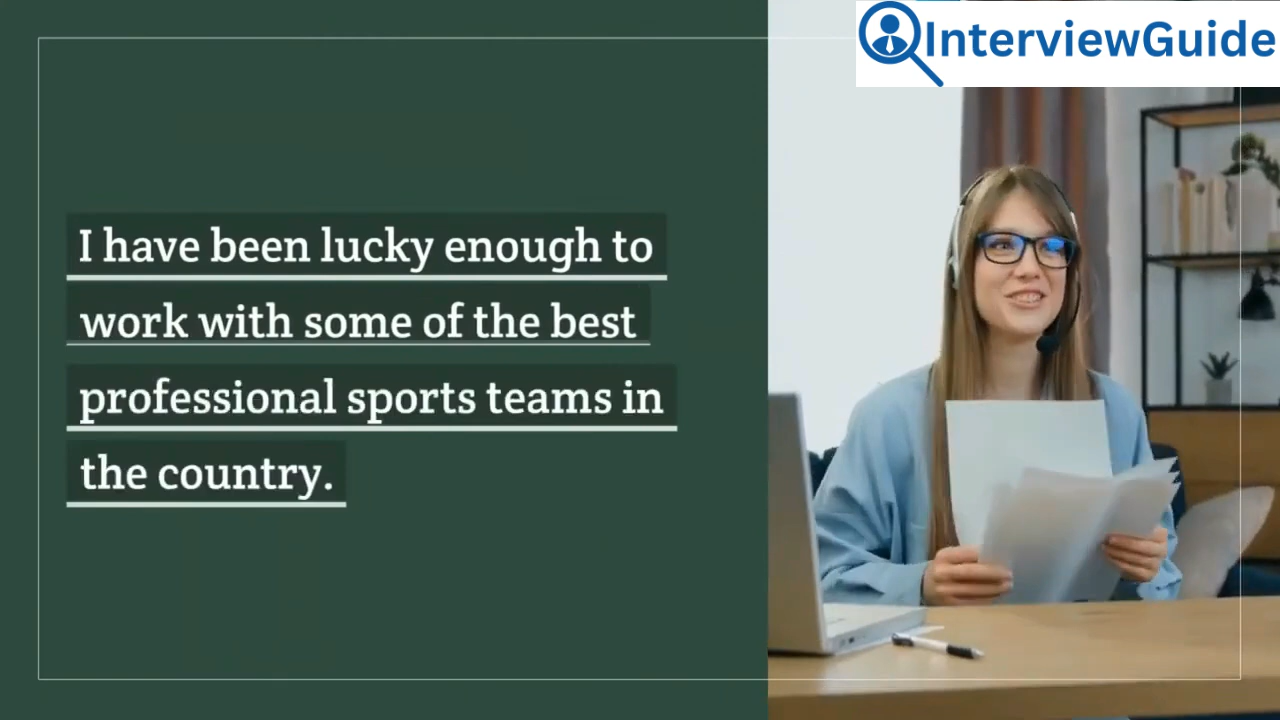 InterviewGuide
I have been lucky enough to
work with some of the best
professional sports teams in
the country.